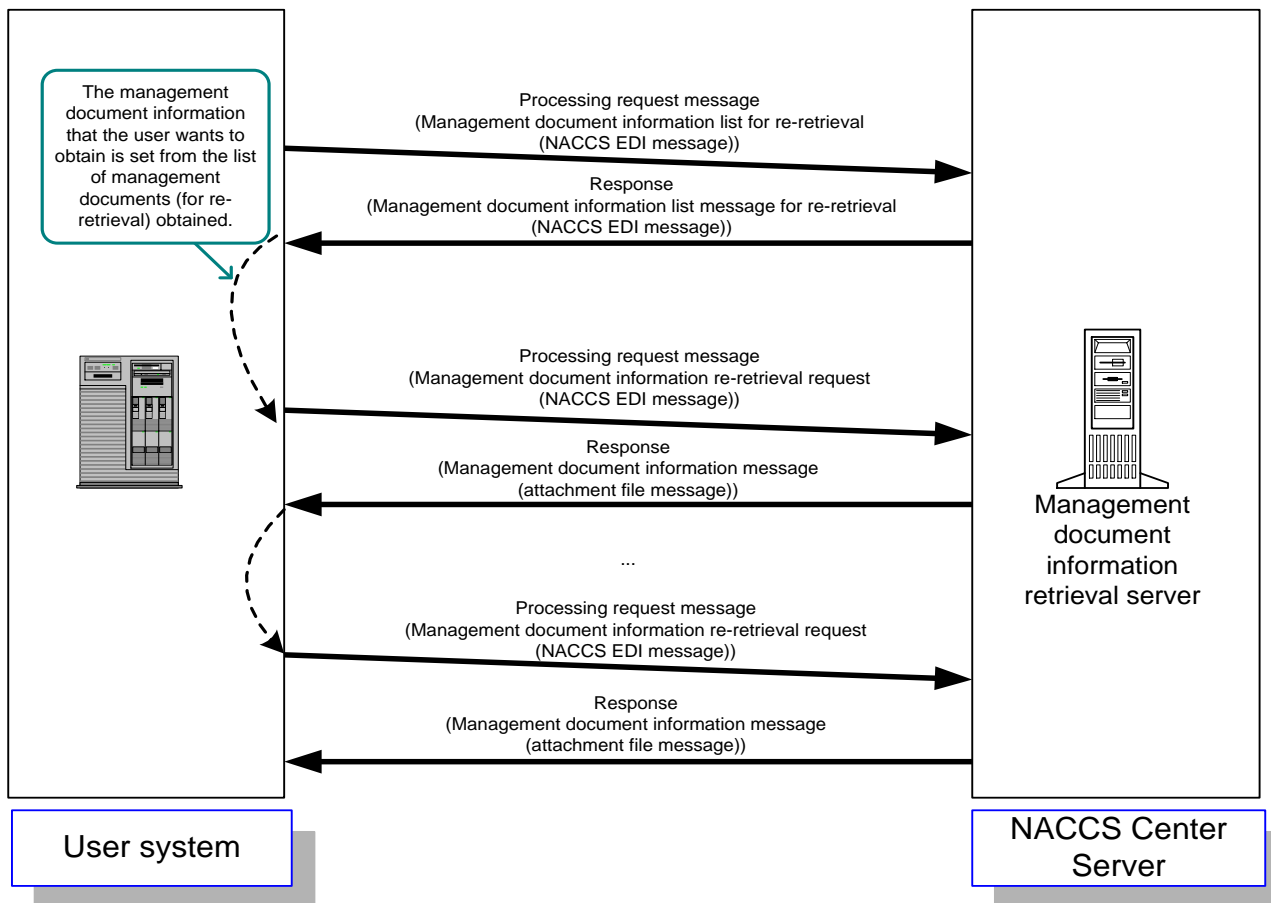 The management
document information
that the user wants to
obtain is set from the list
of management
documents (for re-
retrieval) obtained.
Processing request message
(Management document information list for re-retrieval
(NACCS EDI message))
Response
(Management document information list message for re-retrieval
(NACCS EDI message))
Processing request message
(Management document information re-retrieval request
(NACCS EDI message))
Response
(Management document information message
(attachment file message))
...
Processing request message
(Management document information re-retrieval request
(NACCS EDI message))
Response
(Management document information message
(attachment file message))
Management
document
information
retrieval server
User system
NACCS Center
Server